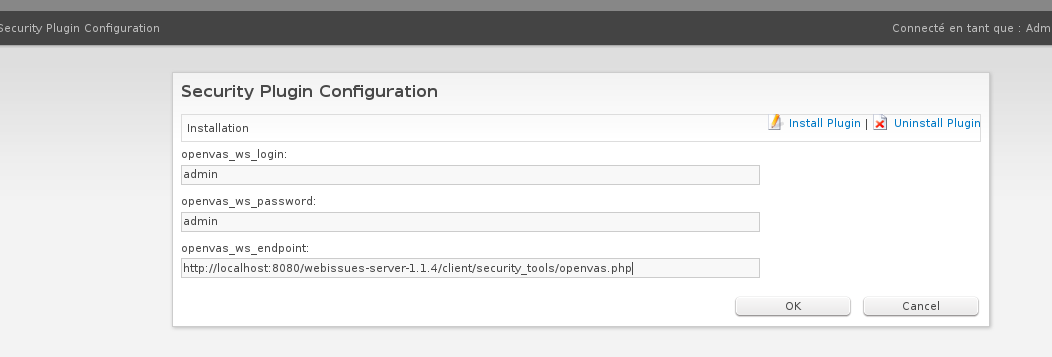 Security Plugin Configuration
Connecté en tant que : Adm
Security Plugin Configuration
Installation
Install Plugin | Uninstall Plugin
openvas_ws_login:
admin
openvas_ws_password:
admin
openvas_ws_endpoint:
http://localhost:8080/webissues-server-1.1.4/client/security_tools/openvas.php
OK
Cancel